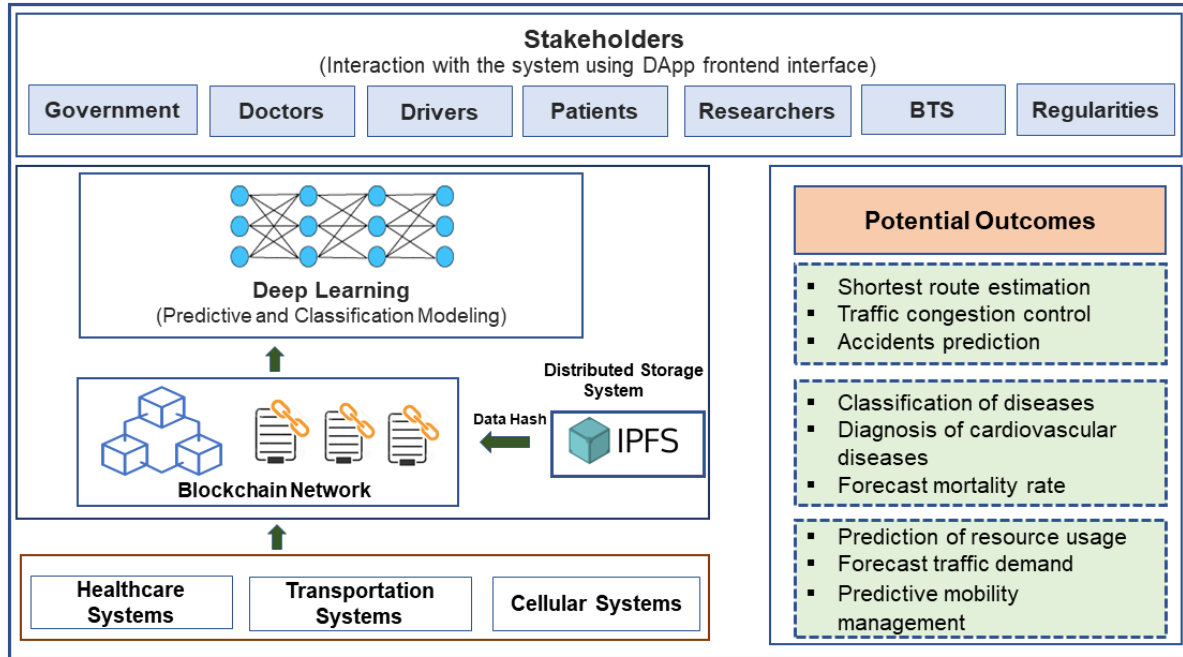 Stakeholders
(Interaction with the system using DApp frontend interface)
Government
Doctors
Drivers
Patients
Researchers
BTS
Regularities
Deep Learning
(Predictive and Classification Modeling)
Distributed Storage
System
Data Hash
IPFS
Blockchain Network
Healthcare
Systems
Transportation
Systems
Cellular Systems
Potential Outcomes
▪ Shortest route estimation
▪ Traffic congestion control
▪ Accidents prediction
▪ Classification of diseases
▪ Diagnosis of cardiovascular
diseases
▪ Forecast mortality rate
▪ Prediction of resource usage
▪ Forecast traffic demand
▪ Predictive mobility
management